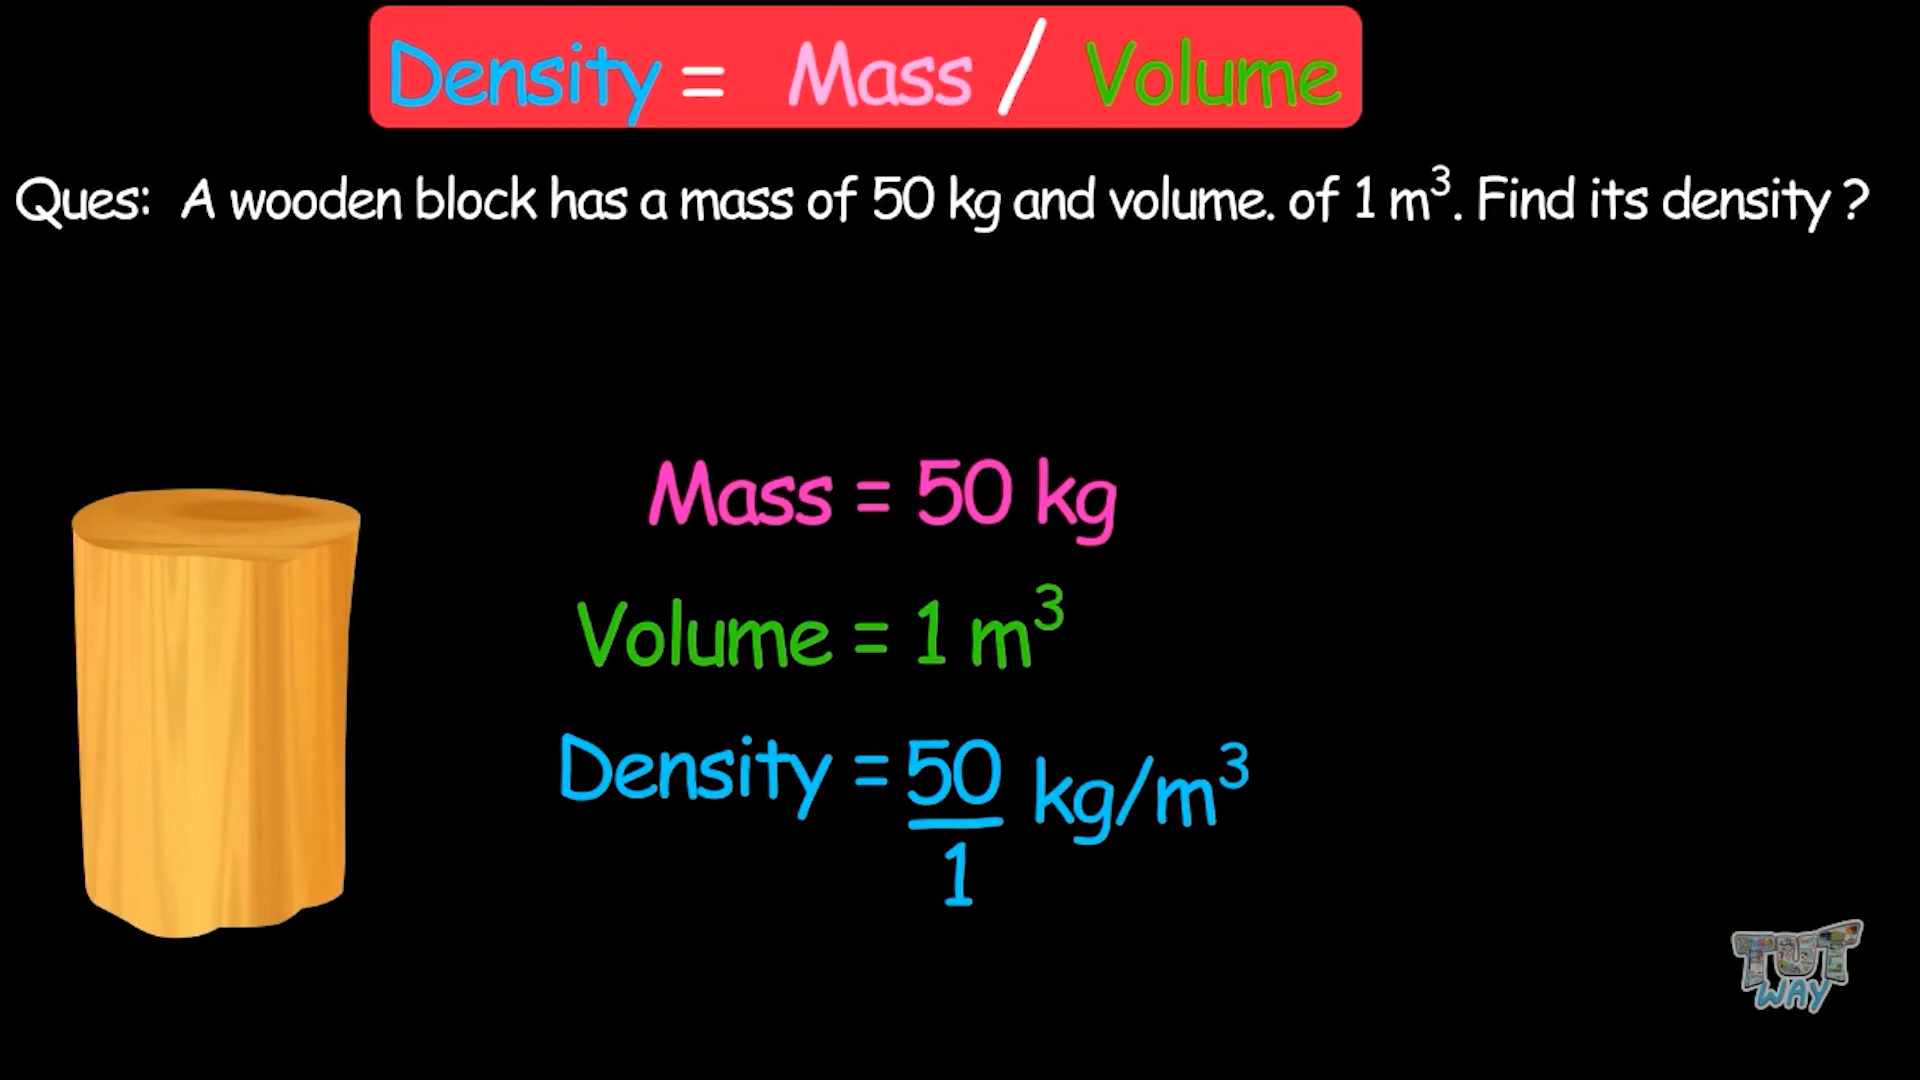 Density = Mass / Volume
Ques: A wooden block has a mass of 50 kg and volume. of 1 m³. Find its density ?
Mass = 50 kg
Volume = 1 m³
Density = 50 kg/m³
1
TUT
WAY